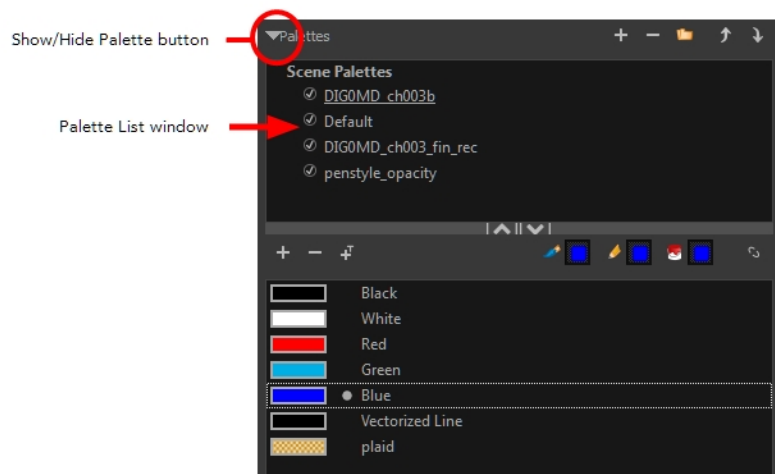 Show/Hide Palette button
Palettes
Scene Palettes
DIG0MD_ch003b
Palette List window
Default
DIG0MD_ch003_fin_rec
penstyle_opacity
Black
White
Red
Green
Blue
Vectorized Line
plaid